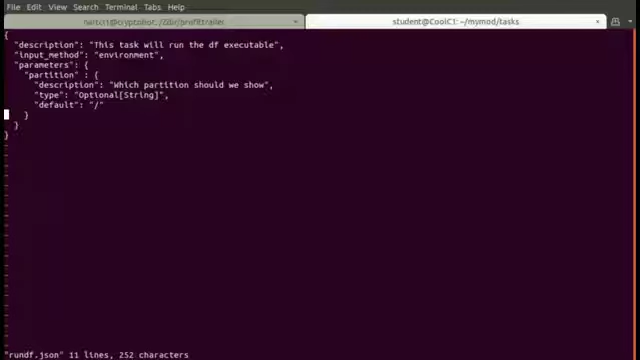 File Edit View Search Terminal Tabs Help
student@CoolC1: ~/mymod/tasks
{
"description": "This task will run the df executable",
"input_method": "environment",
"parameters": {
"partition" : {
"description": "Which partition should we show",
"type": "Optional[String]",
"default": "/"
}
}
}
"rundf.json" 11 lines, 252 characters